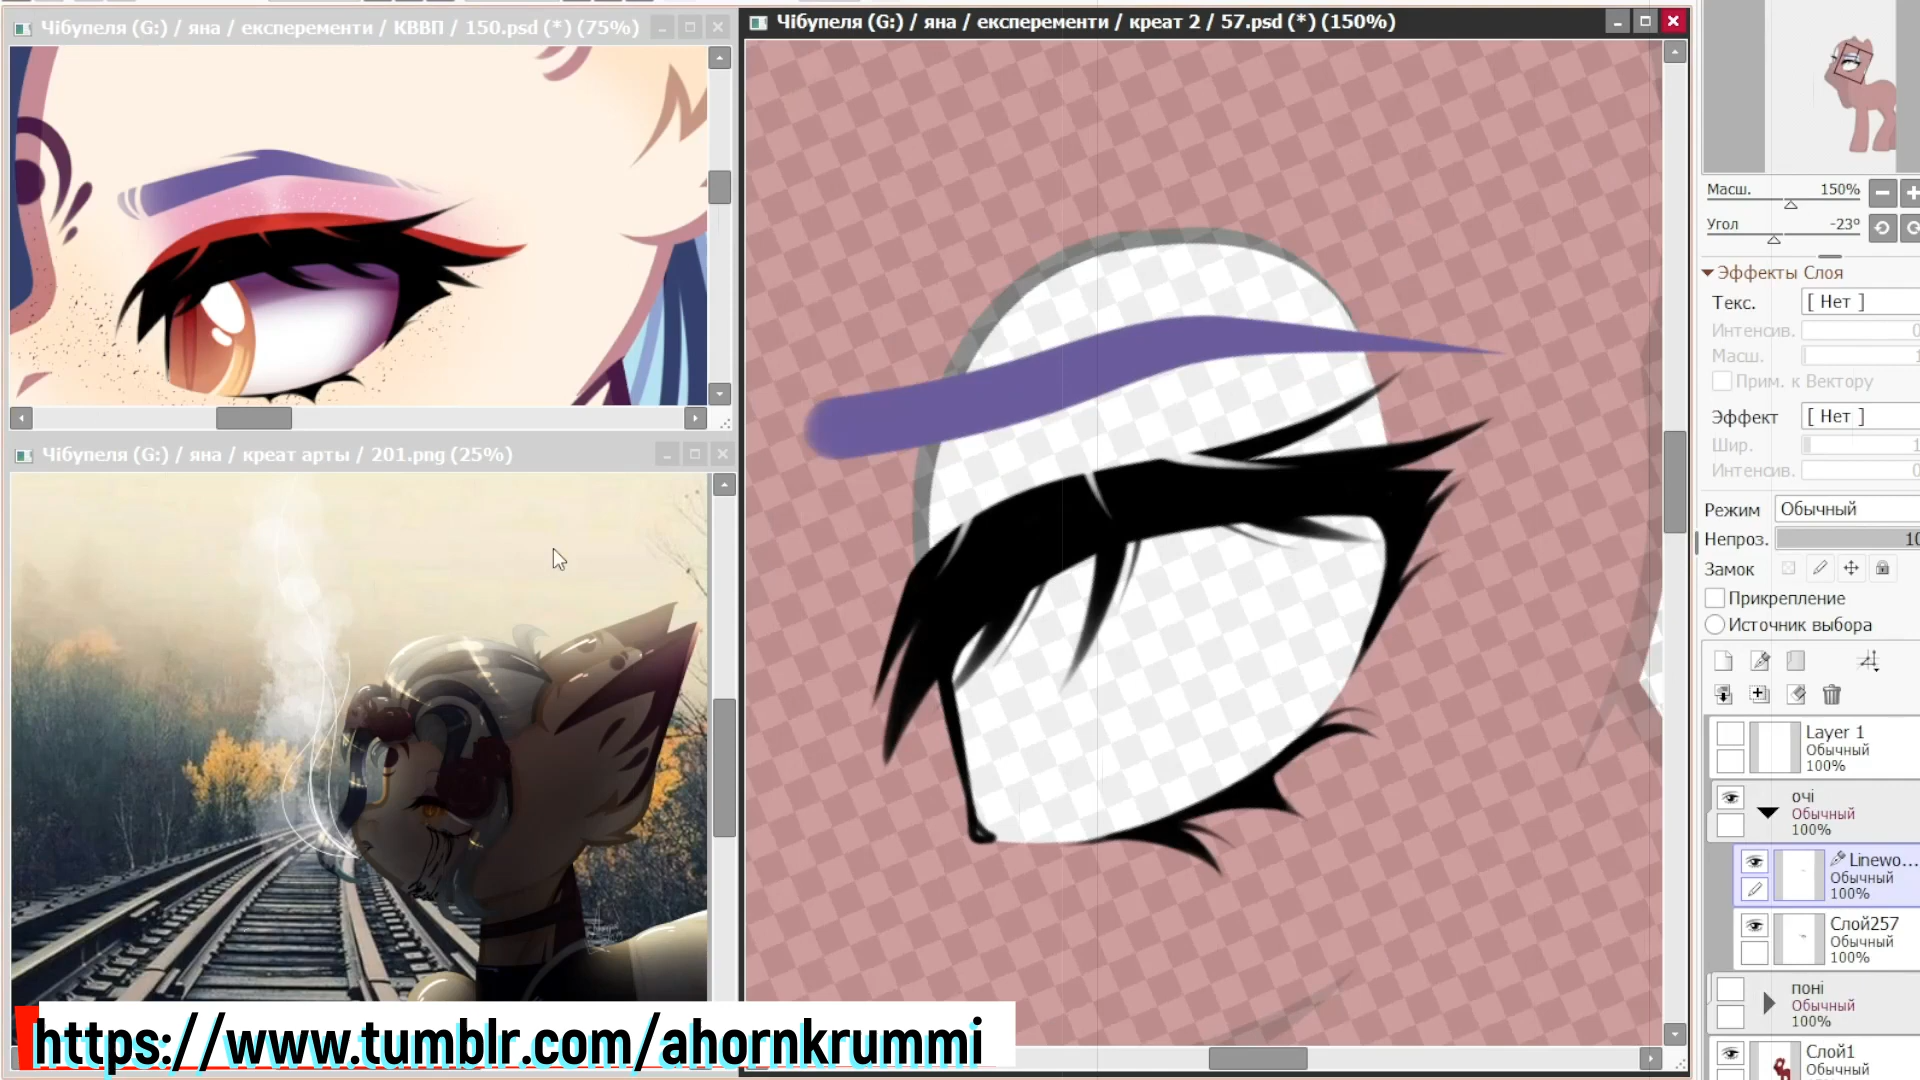 Чібупеля (G:) / яна / експеременти / КВВП / 150.psd (*) (75%)
Чібупеля (G:) / яна / експеременти / креат 2 / 57.psd (*) (150%)
Чібупеля (G:) / яна / креат арты / 201.png (25%)
Масш. 150%
Угол -23º
Эффекты Слоя
Текс. [ Нет ]
Интенсив.
Масш.
Прим. к Вектору
Эффект [ Нет ]
Шир.
Интенсив.
Режим Обычный
Непроз. 10
Замок
Прикрепление
Источник выбора
Layer 1
Обычный
100%
очі
Обычный
100%
Linewo...
Обычный
100%
Слой257
Обычный
100%
поні
Обычный
100%
Слой1
Обычный
https://www.tumblr.com/ahornkrummi